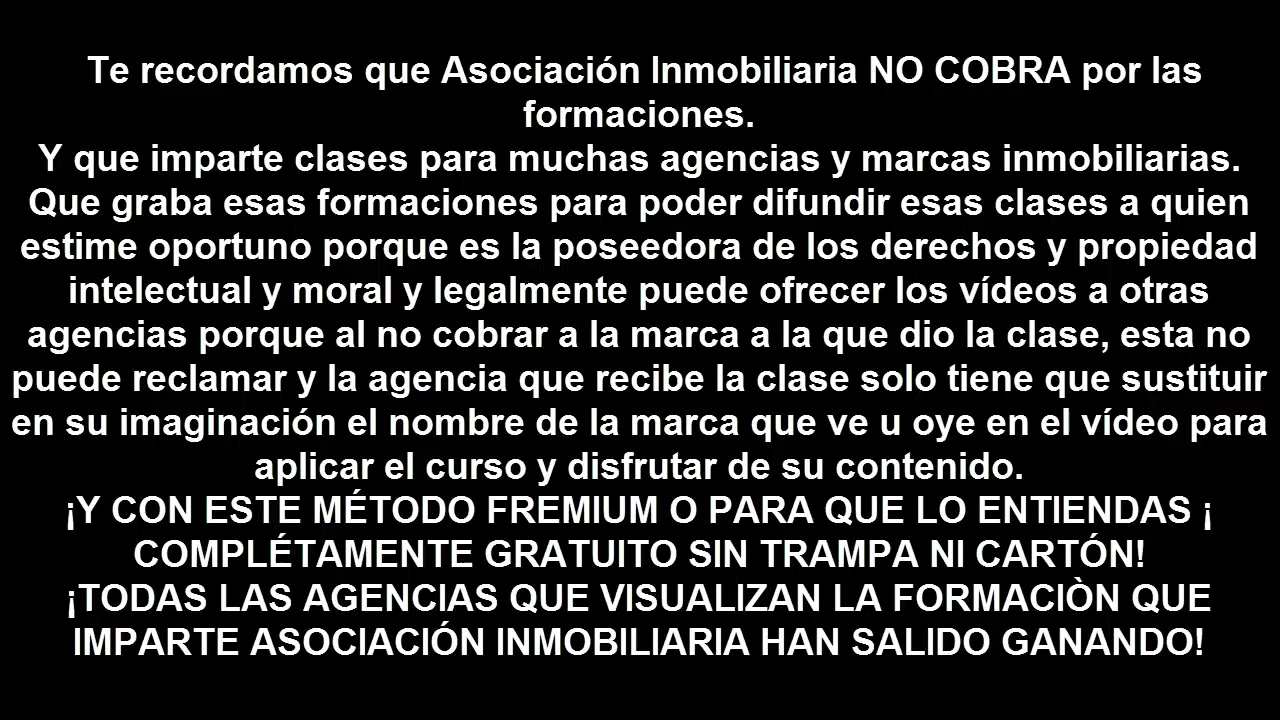 Te recordamos que Asociación Inmobiliaria NO COBRA por las
formaciones.
Y que imparte clases para muchas agencias y marcas inmobiliarias.
Que graba esas formaciones para poder difundir esas clases a quien
estime oportuno porque es la poseedora de los derechos y propiedad
intelectual y moral y legalmente puede ofrecer los vídeos a otras
agencias porque al no cobrar a la marca a la que dio la clase, esta no
puede reclamar y la agencia que recibe la clase solo tiene que sustituir
en su imaginación el nombre de la marca que ve u oye en el vídeo para
aplicar el curso y disfrutar de su contenido.
¡Y CON ESTE MÉTODO FREMIUM O PARA QUE LO ENTIENDAS ¡
COMPLÉTAMENTE GRATUITO SIN TRAMPA NI CARTÓN!
¡TODAS LAS AGENCIAS QUE VISUALIZAN LA FORMACIÒN QUE
IMPARTE ASOCIACIÓN INMOBILIARIA HAN SALIDO GANANDO!